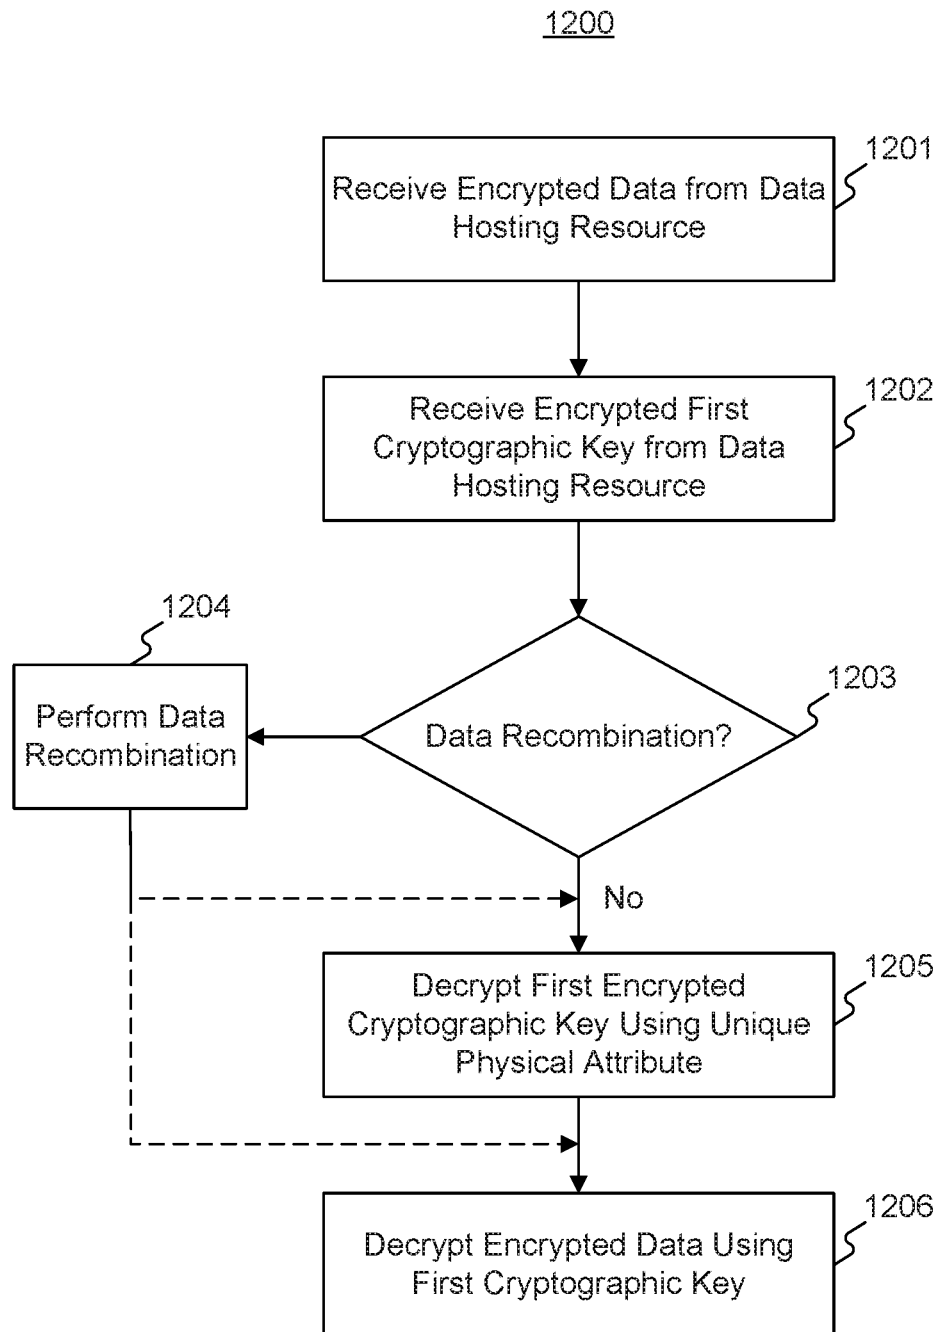 1200
1201
Receive Encrypted Data from Data
Hosting Resource
1202
Receive Encrypted First
Cryptographic Key from Data
Hosting Resource
1204
Perform Data
Recombination
1203
Data Recombination?
No
1205
Decrypt First Encrypted
Cryptographic Key Using Unique
Physical Attribute
1206
Decrypt Encrypted Data Using
First Cryptographic Key